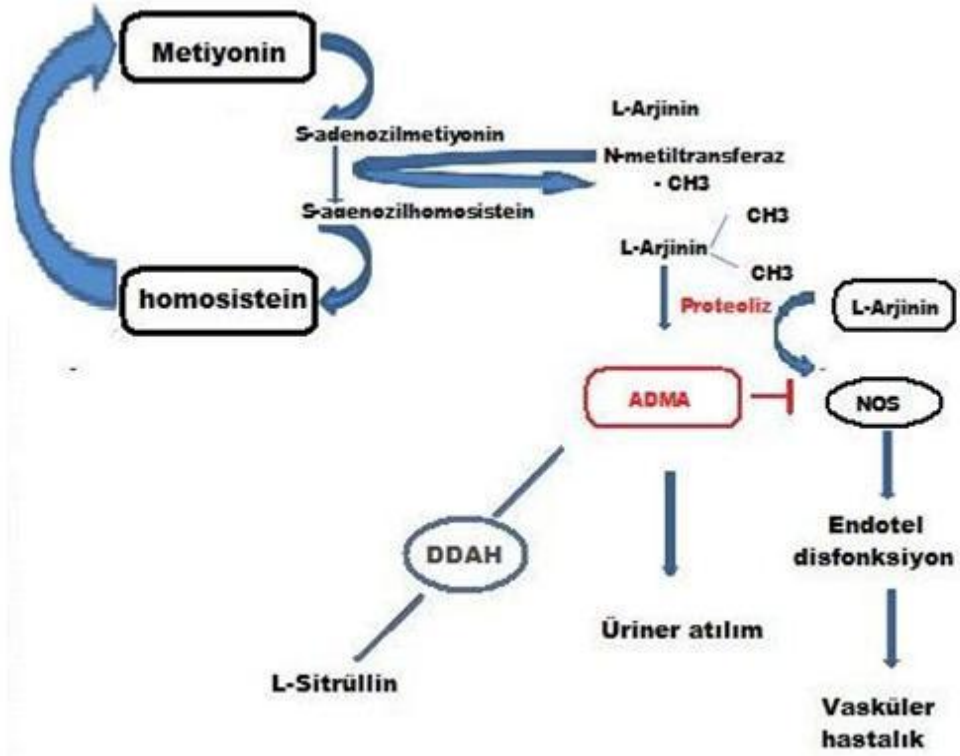 Metiyonin
S-adenozilmetiyonin
S-adenozilhomosistein
homosistein
L-Arjinin
N-metiltransferaz
- CH3
CH3
L-Arjinin
CH3
Proteoliz
L-Arjinin
ADMA
NOS
DDAH
L-Sitrüllin
Üriner atılım
Endotel
disfonksiyon
Vasküler
hastalık